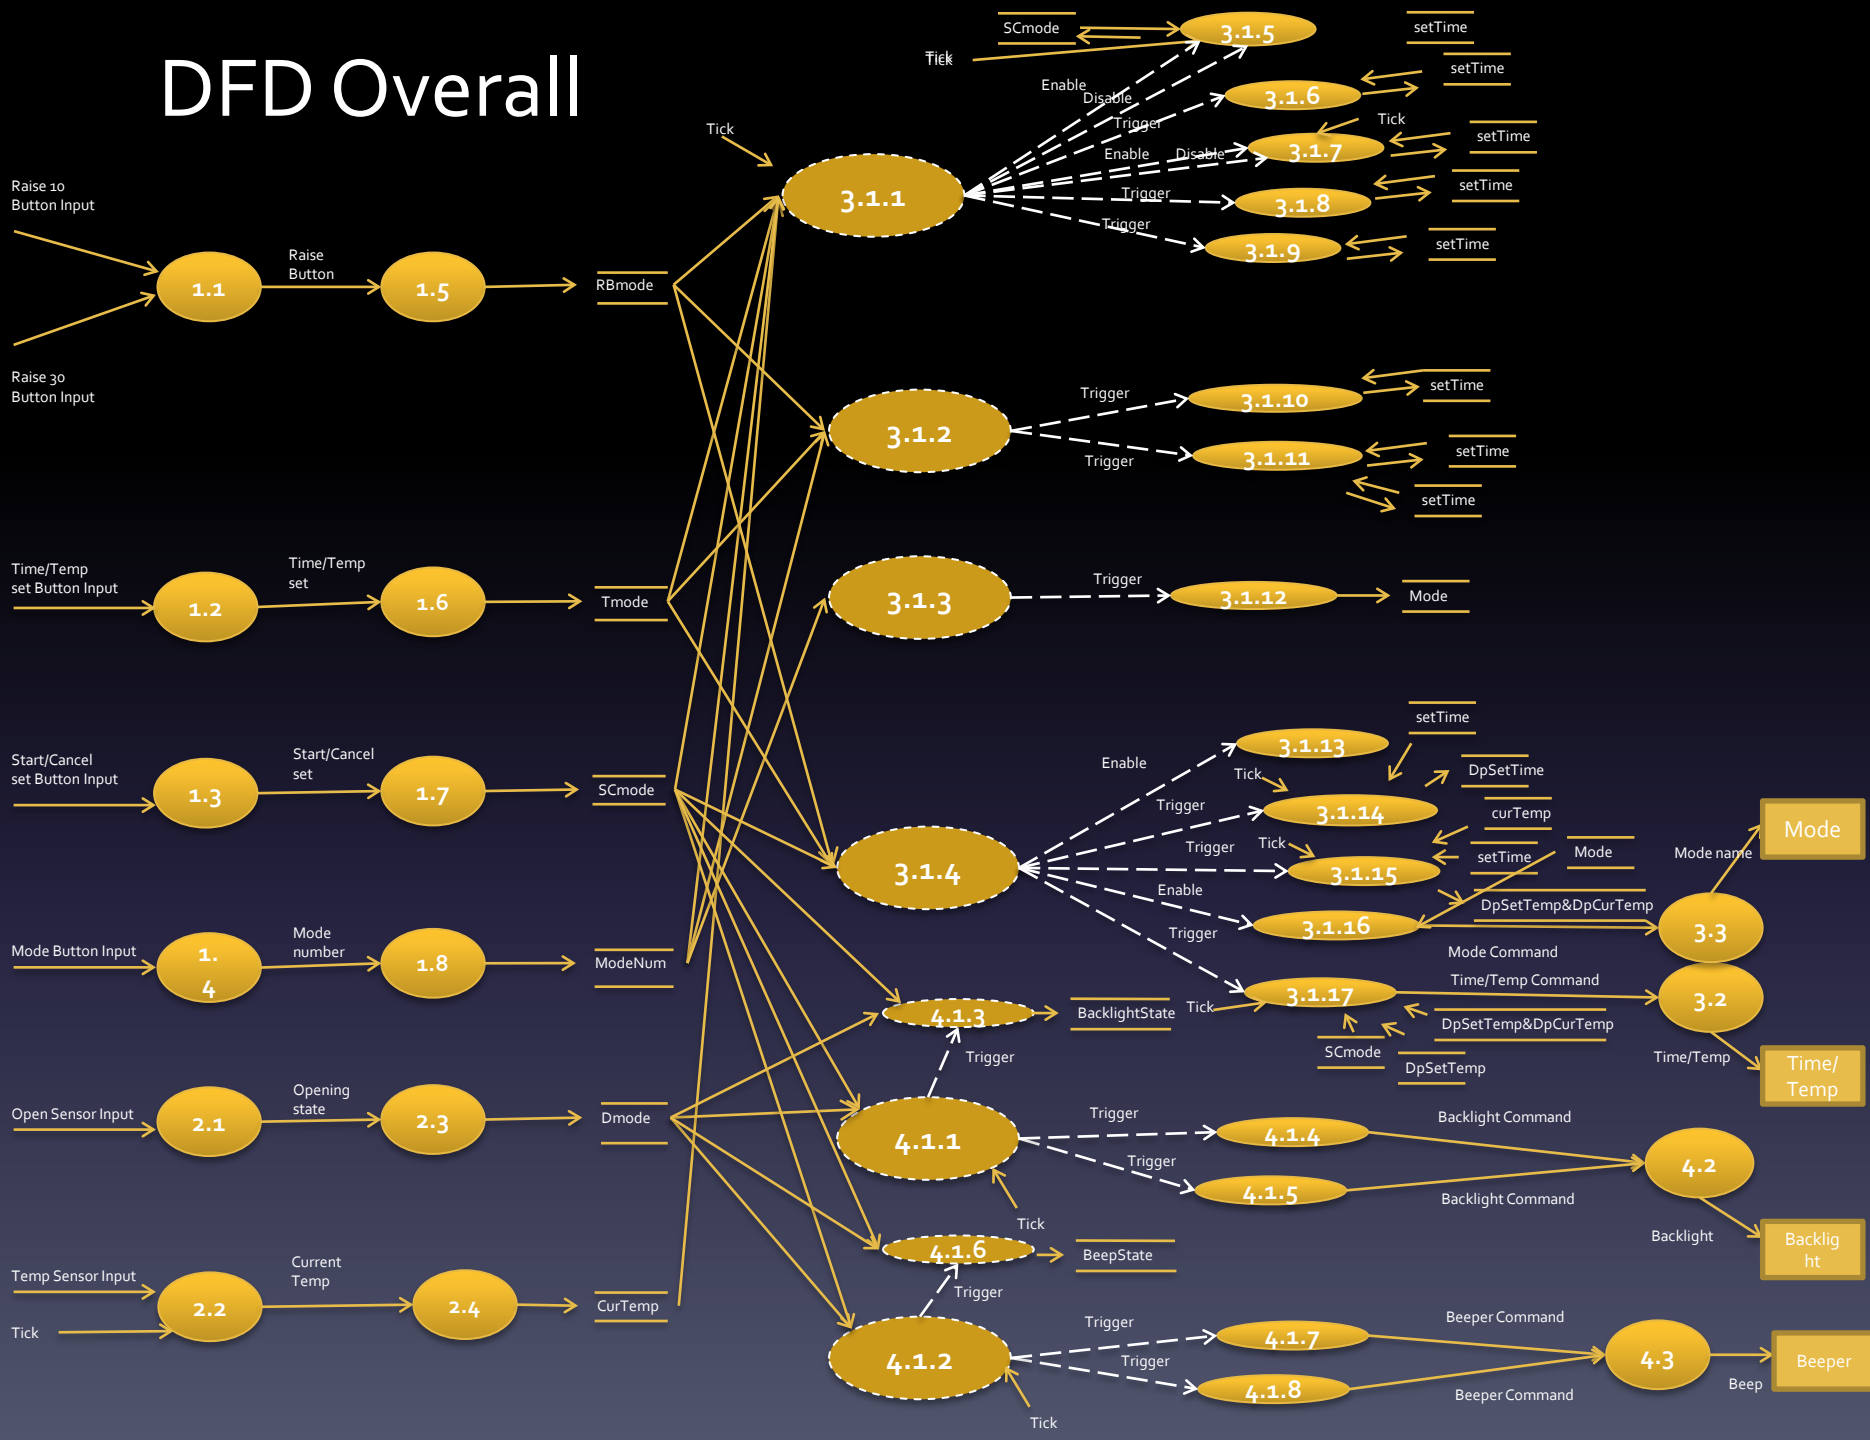 DFD Overall
SCmode
3.1.5
setTime
Tick
Tick
setTime
Enable
Disable
3.1.6
Trigger
Tick
setTime
Tick
3.1.7
Enable
Disable
setTime
3.1.1
Trigger
3.1.8
Trigger
3.1.9
setTime
Raise 10
Button Input
Raise
Button
1.1
1.5
RBmode
Raise 30
Button Input
Trigger
3.1.10
setTime
3.1.2
Trigger
3.1.11
setTime
setTime
Time/Temp
set Button Input
Time/Temp
set
1.2
1.6
Tmode
3.1.3
Trigger
3.1.12
Mode
setTime
Start/Cancel
set Button Input
Start/Cancel
set
1.3
1.7
SCmode
Enable
3.1.13
Tick
DpSetTime
Trigger
3.1.14
curTemp
Trigger
Tick
3.1.15
setTime
Mode
Mode name
Mode
3.1.4
Enable
3.1.16
DpSetTemp&DpCurTemp
3.3
Trigger
Mode Command
Mode Button Input
Mode
number
1.
4
1.8
ModeNum
Time/Temp Command
3.1.17
3.2
4.1.3
BacklightState
Tick
DpSetTemp&DpCurTemp
Trigger
SCmode
DpSetTemp
Time/Temp
Time/
Temp
Open Sensor Input
Opening
state
2.1
2.3
Dmode
4.1.1
Trigger
4.1.4
Backlight Command
Trigger
4.1.5
Backlight Command
4.2
Tick
Backlight
Backlig
ht
4.1.6
BeepState
Trigger
Temp Sensor Input
Current
Temp
Tick
2.2
2.4
CurTemp
4.1.2
Trigger
4.1.7
Beeper Command
Trigger
4.1.8
Beeper Command
4.3
Beep
Beeper
Tick